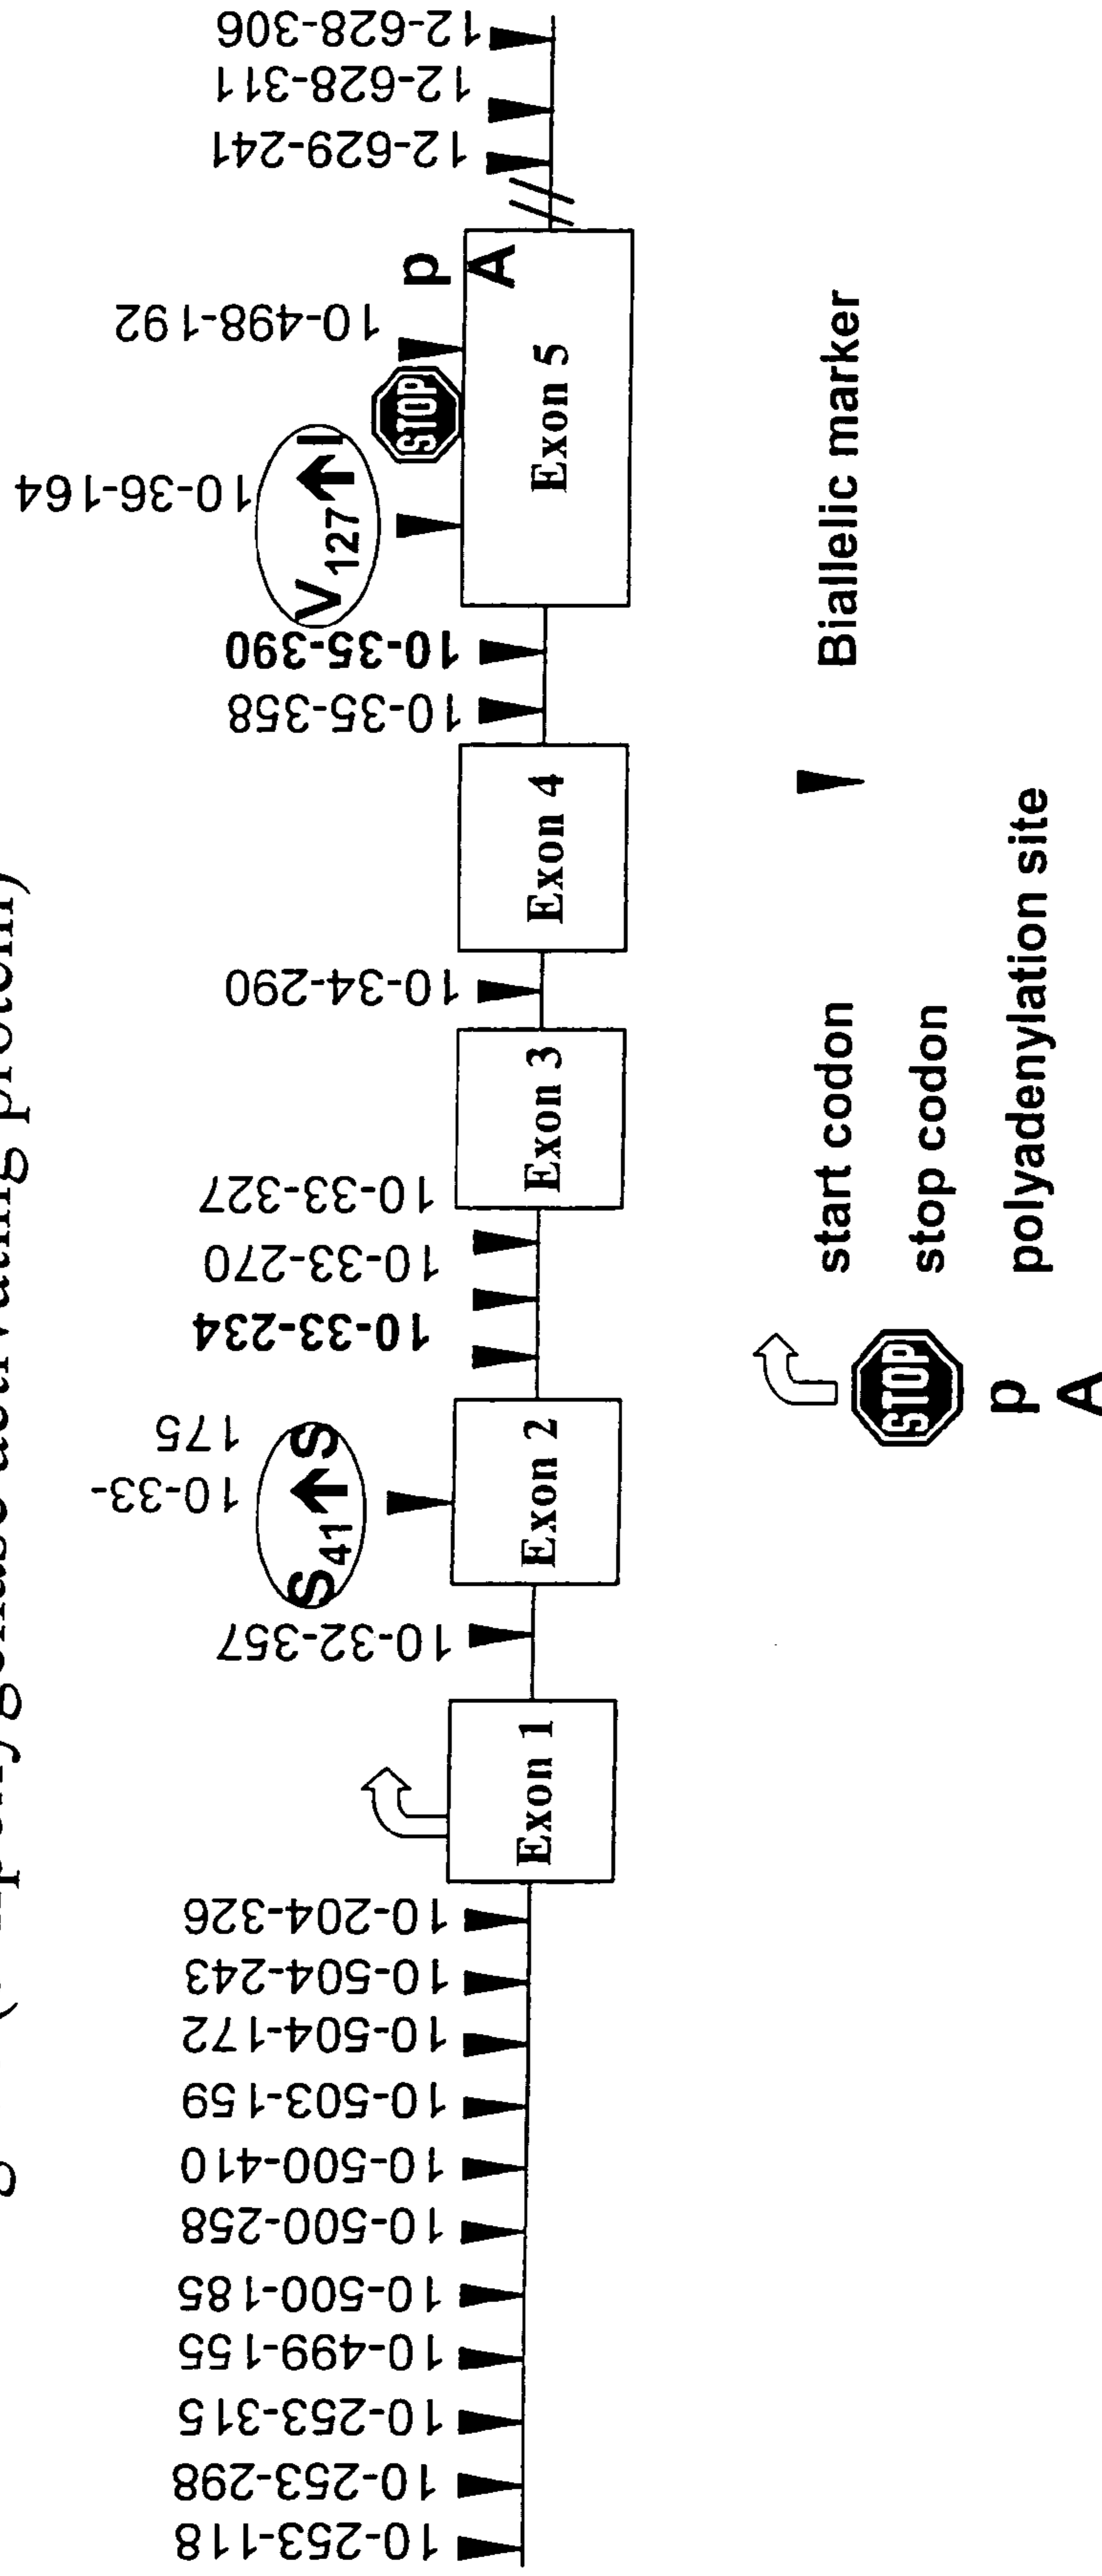 activating protein)
10-253-118
10-253-298
10-253-315
10-499-155
10-500-185
10-500-258
10-500-410
10-503-159
10-504-172
10-504-243
10-204-326
Exon 1
10-32-357
10-33-
175
S41➔S
Exon 2
10-33-234
10-33-270
10-33-327
Exon 3
10-34-290
Exon 4
10-35-358
10-35-390
10-36-164
V127➔I
STOP
10-498-192
p
A
Exon 5
12-629-241
12-628-311
12-628-306
start codon
Biallelic marker
STOP
stop codon
p
A
polyadenylation site